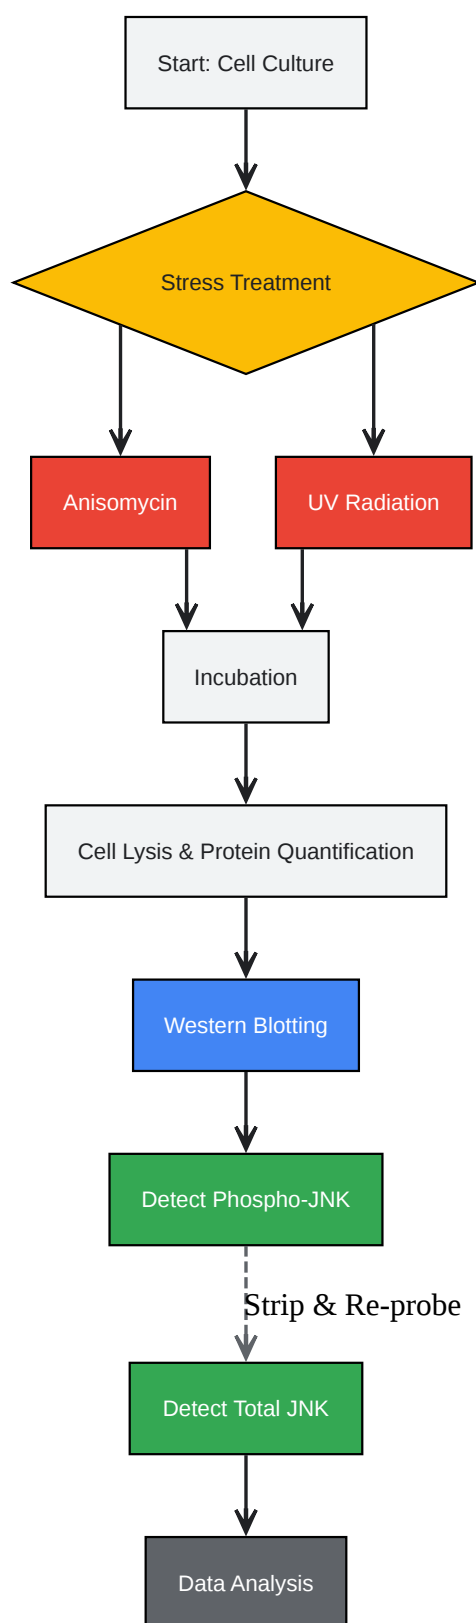 Start: Cell Culture
Stress Treatment
Anisomycin
UV Radiation
Incubation
Cell Lysis & Protein Quantification
Western Blotting
Detect Phospho-JNK
Strip & Re-probe
Detect Total JNK
Data Analysis